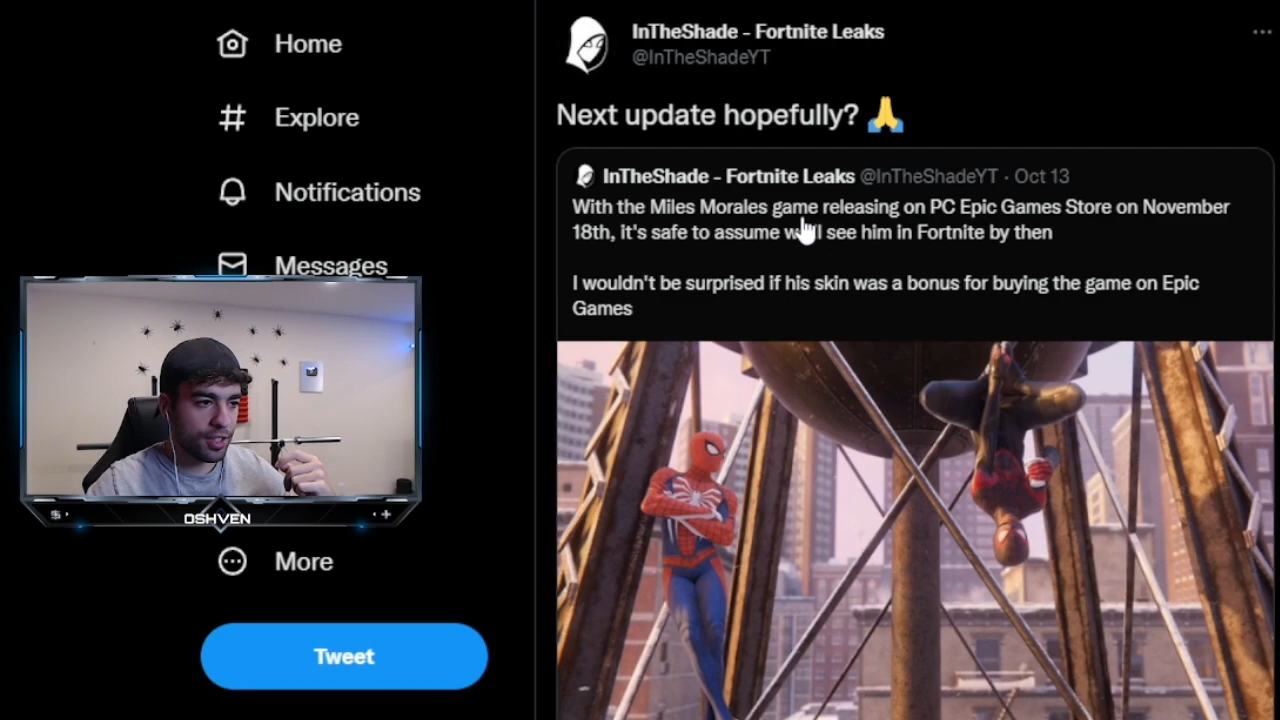 Home
Explore
Notifications
Messages
OSHVEN
More
Tweet
InTheShade - Fortnite Leaks
@InTheShadeYT
Next update hopefully? 🙏
InTheShade - Fortnite Leaks @InTheShadeYT · Oct 13
With the Miles Morales game releasing on PC Epic Games Store on November
18th, it's safe to assume see him in Fortnite by then
I wouldn't be surprised if his skin was a bonus for buying the game on Epic
Games